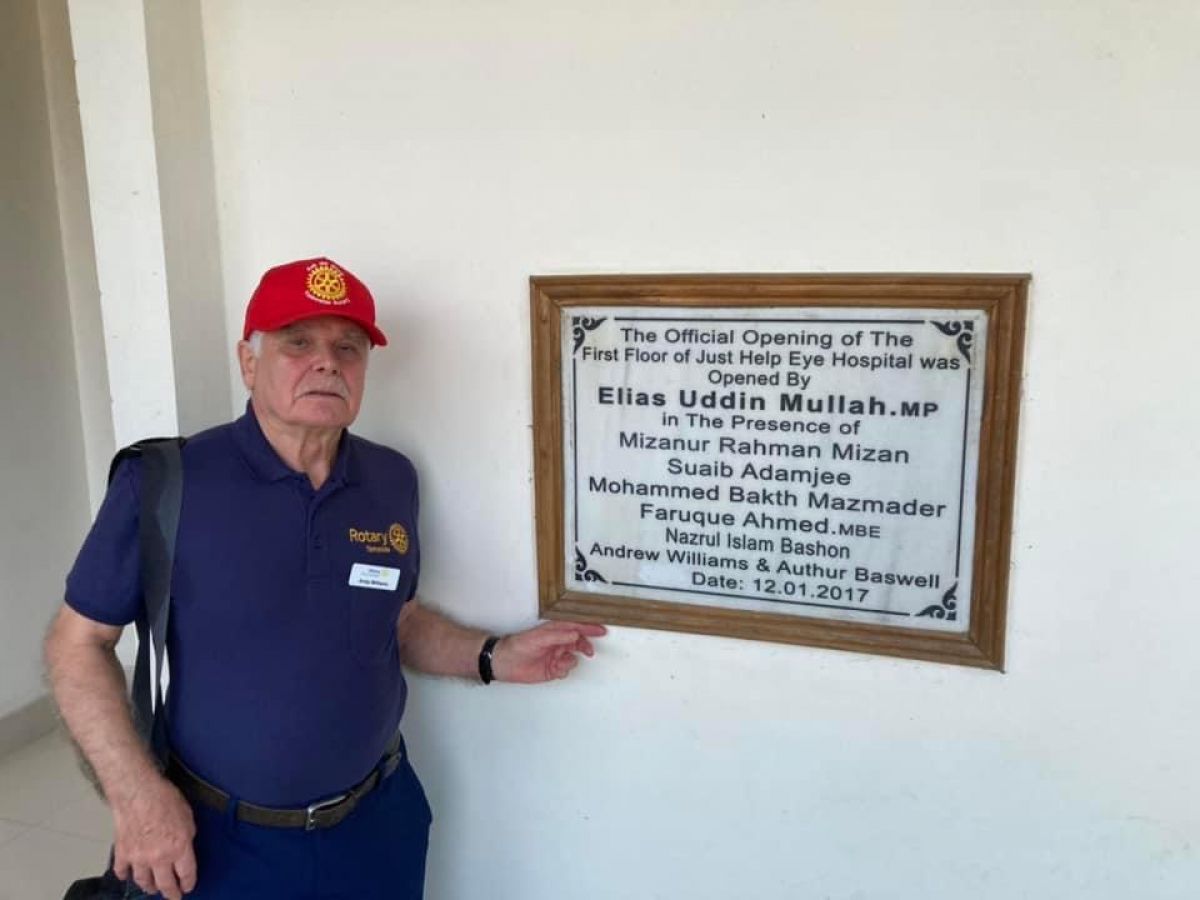 Rotary
Andy Williams
The Official Opening of The
First Floor of Just Help Eye Hospital was
Opened By
Elias Uddin Mullah.MP
in The Presence of
Mizanur Rahman Mizan
Suaib Adamjee
Mohammed Bakth Mazmader
Faruque Ahmed.MBE
Nazrul Islam Bashon
Andrew Williams & Authur Baswell
Date: 12.01.2017